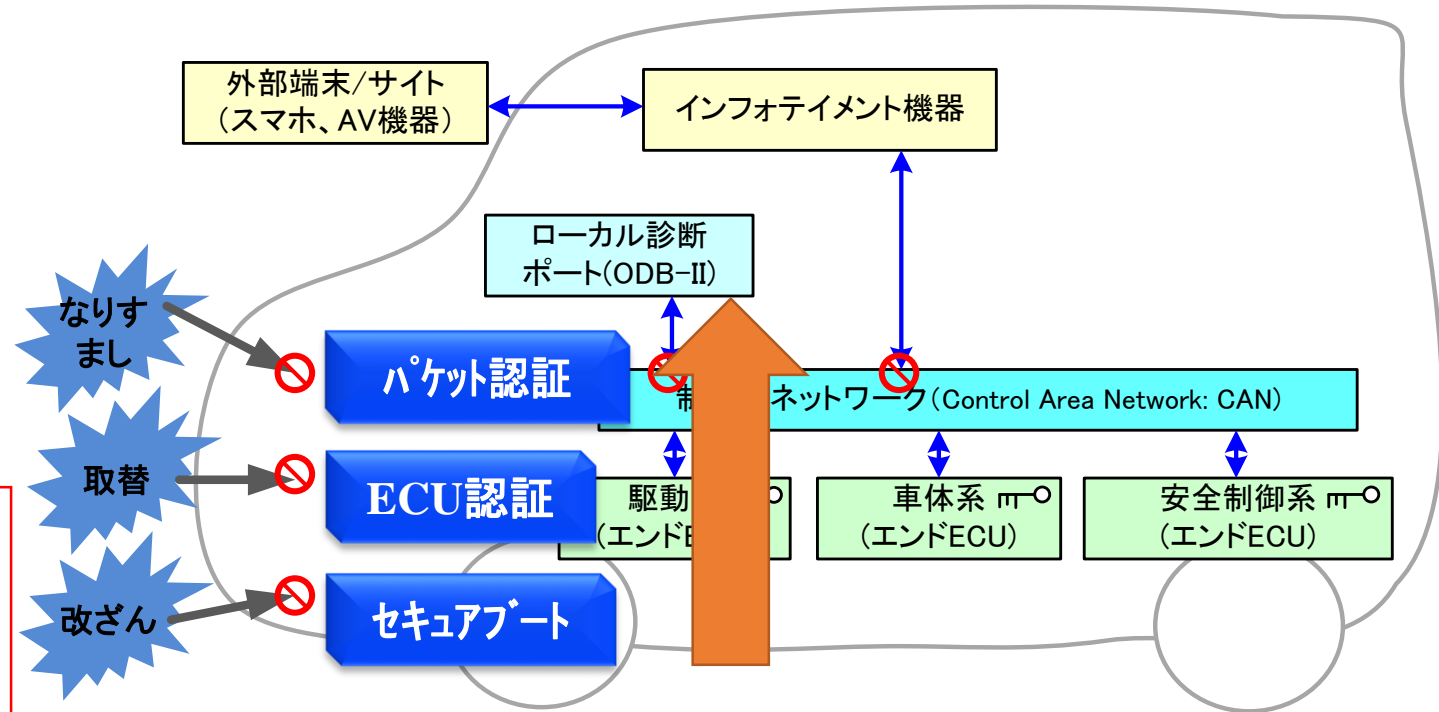 外部端末/サイト
(スマホ、AV機器)
インフォテイメント機器
ローカル診断
ポート(ODB-II)
なりす
まし
パケット認証
制
ネットワーク(Control Area Network: CAN)
取替
ECU認証
駆動
(エンドE
車体系
(エンドECU)
安全制御系
(エンドECU)
改ざん
セキュアブート